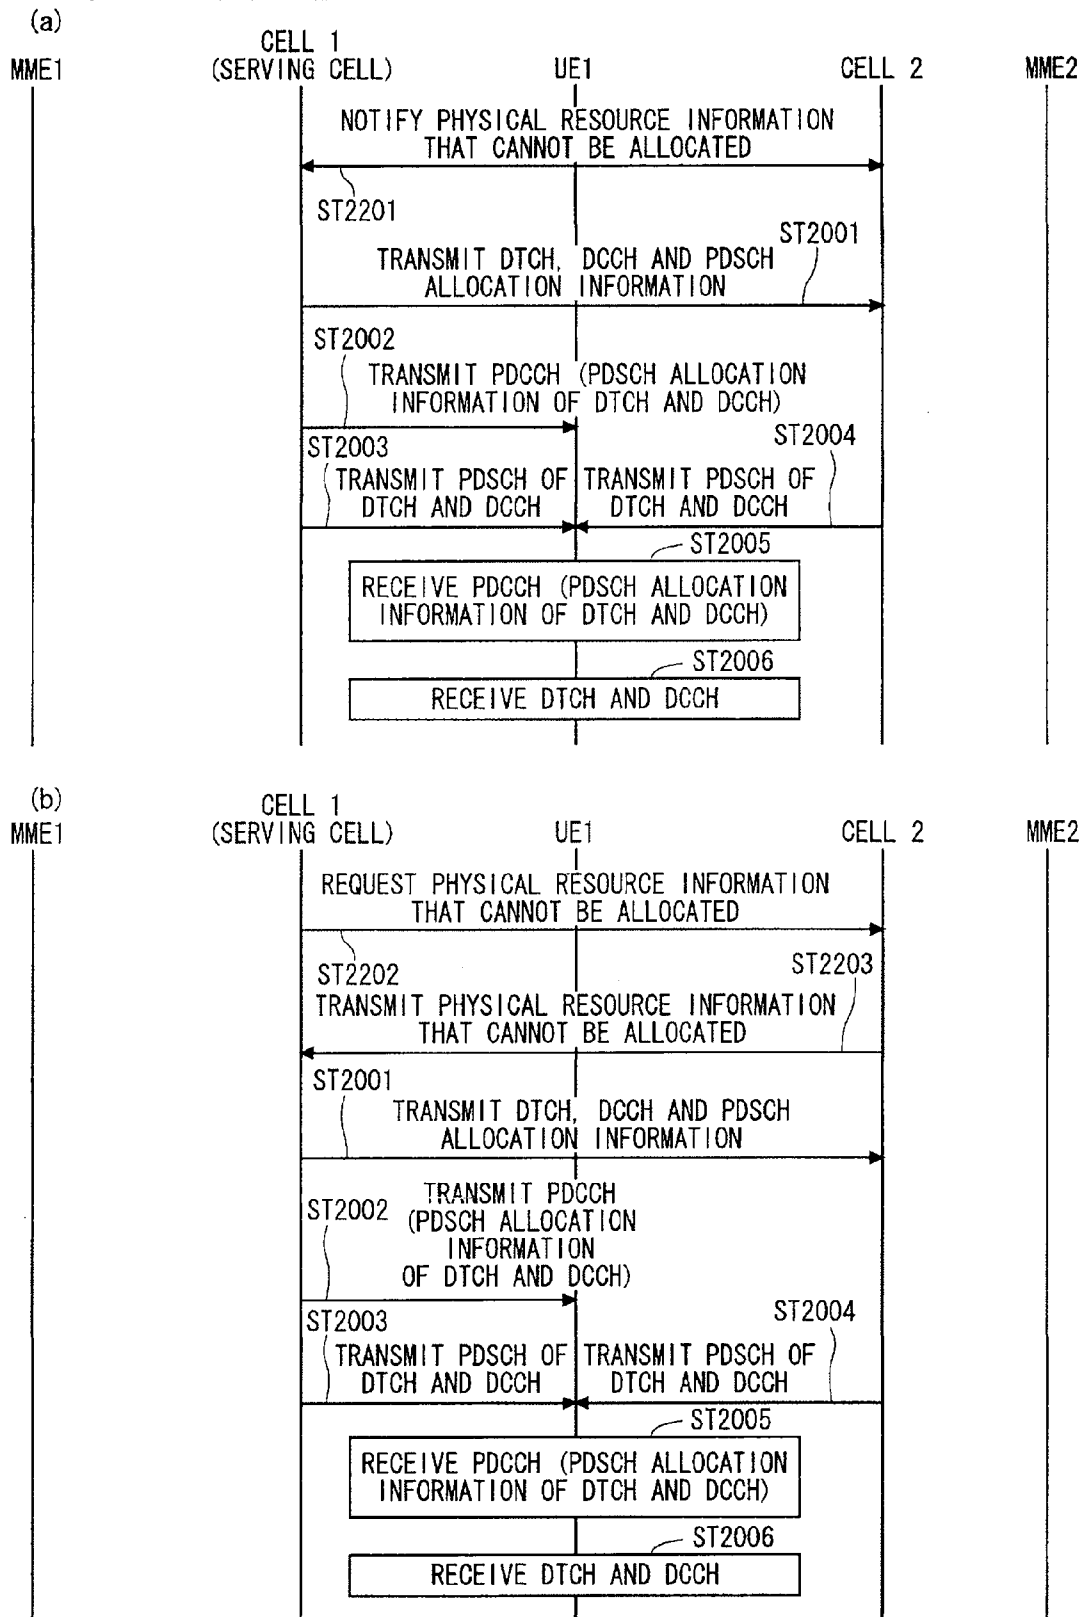 (a)
CELL 1
MME1 (SERVING CELL) UE1 CELL 2 MME2
NOTIFY PHYSICAL RESOURCE INFORMATION
THAT CANNOT BE ALLOCATED
ST2201
ST2001
TRANSMIT DTCH, DCCH AND PDSCH
ALLOCATION INFORMATION
ST2002
TRANSMIT PDCCH (PDSCH ALLOCATION
INFORMATION OF DTCH AND DCCH)
ST2003 ST2004
TRANSMIT PDSCH OF TRANSMIT PDSCH OF
DTCH AND DCCH DTCH AND DCCH
ST2005
RECEIVE PDCCH (PDSCH ALLOCATION
INFORMATION OF DTCH AND DCCH)
ST2006
RECEIVE DTCH AND DCCH
(b)
CELL 1
MME1 (SERVING CELL) UE1 CELL 2 MME2
REQUEST PHYSICAL RESOURCE INFORMATION
THAT CANNOT BE ALLOCATED
ST2202 ST2203
TRANSMIT PHYSICAL RESOURCE INFORMATION
THAT CANNOT BE ALLOCATED
ST2001
TRANSMIT DTCH, DCCH AND PDSCH
ALLOCATION INFORMATION
ST2002
TRANSMIT PDCCH
(PDSCH ALLOCATION
INFORMATION
OF DTCH AND DCCH)
ST2003 ST2004
TRANSMIT PDSCH OF TRANSMIT PDSCH OF
DTCH AND DCCH DTCH AND DCCH
ST2005
RECEIVE PDCCH (PDSCH ALLOCATION
INFORMATION OF DTCH AND DCCH)
ST2006
RECEIVE DTCH AND DCCH